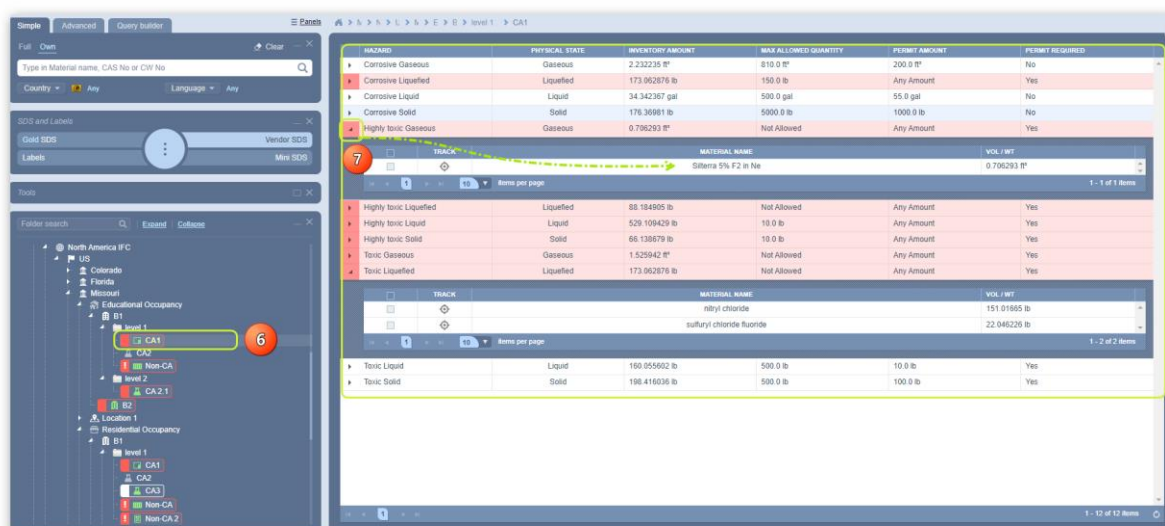 Simple Advanced Query builder Panels
level 1 > CA1
Full Own Clear
Type in Material name, CAS No or CW No
Country Any Language Any
SDS and Labels
Gold SDS Vendor SDS
Labels Mini SDS
Tools
Folder search Expand Collapse
North America IFC
US
Colorado
Florida
Missouri
Educational Occupancy
B1
level 1
CA1
6
CA2
Non-CA
level 2
CA 2.1
B2
Location 1
Residential Occupancy
B1
level 1
CA1
CA2
CA3
Non-CA
Non-CA 2
HAZARD PHYSICAL STATE INVENTORY AMOUNT MAX ALLOWED QUANTITY PERMIT AMOUNT PERMIT REQUIRED
Corrosive Gaseous Gaseous 2.232235 ft³ 810.0 ft³ 200.0 ft³ No
Corrosive Liquefied Liquefied 173.062876 lb 150.0 lb Any Amount Yes
Corrosive Liquid Liquid 34.342367 gal 500.0 gal 55.0 gal No
Corrosive Solid Solid 176.36981 lb 5000.0 lb 1000.0 lb No
Highly toxic Gaseous Gaseous 0.706293 ft³ Not Allowed Any Amount Yes
7
TRACK MATERIAL NAME VOL / WT
Silterra 5% F2 in Ne 0.706293 ft³
1 10 items per page 1 - 1 of 1 items
Highly toxic Liquefied Liquefied 88.184905 lb Not Allowed Any Amount Yes
Highly toxic Liquid Liquid 529.109429 lb 10.0 lb Any Amount Yes
Highly toxic Solid Solid 66.138679 lb 10.0 lb Any Amount Yes
Toxic Gaseous Gaseous 1.525942 ft³ Not Allowed Any Amount Yes
Toxic Liquefied Liquefied 173.062876 lb Not Allowed Any Amount Yes
TRACK MATERIAL NAME VOL / WT
nitryl chloride 151.01665 lb
sulfuryl chloride fluoride 22.046226 lb
1 10 items per page 1 - 2 of 2 items
Toxic Liquid Liquid 160.055602 lb 500.0 lb 10.0 lb Yes
Toxic Solid Solid 198.416036 lb 500.0 lb 100.0 lb Yes
1 1 - 12 of 12 items